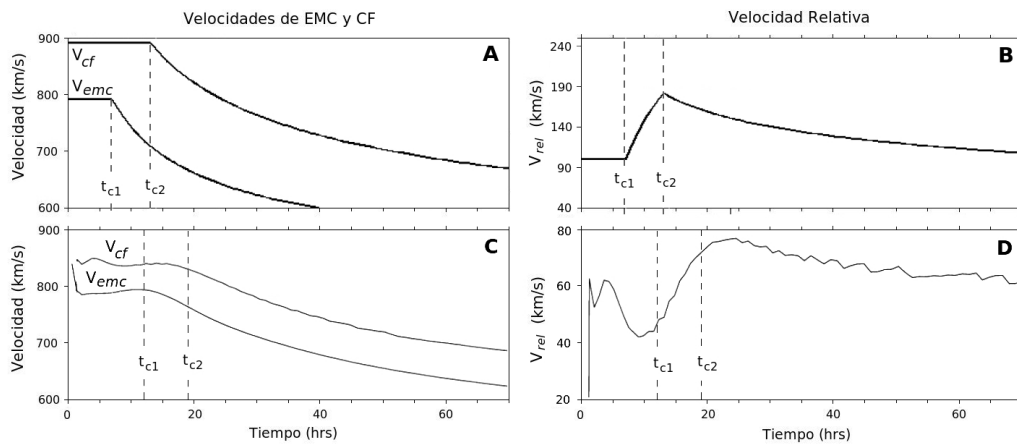 Velocidades de EMC y CF
Velocidad Relativa
Velocidad (km/s)
900
800
700
600
V_cf
V_emc
t_c1
t_c2
A
V_rel (km/s)
240
190
140
90
40
t_c1
t_c2
B
Velocidad (km/s)
900
800
700
600
V_cf
V_emc
t_c1
t_c2
C
0
20
40
60
Tiempo (hrs)
V_rel (km/s)
80
60
40
20
t_c1
t_c2
D
0
20
40
60
Tiempo (hrs)